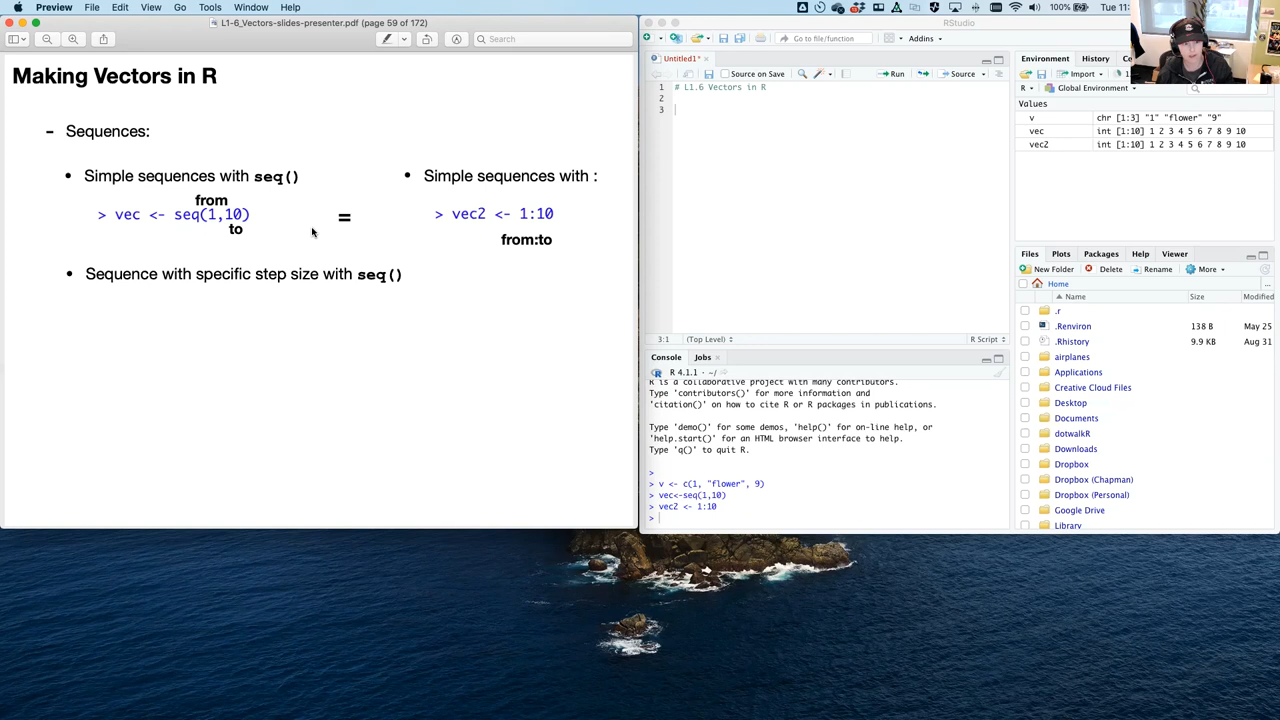 Preview File Edit View Go Tools Window Help 100% Tue 11:
L1-6_Vectors-slides-presenter.pdf (page 59 of 172)
Search
Making Vectors in R
- Sequences:
• Simple sequences with seq()
from
> vec <- seq(1,10)
to
=
• Simple sequences with :
> vec2 <- 1:10
from:to
• Sequence with specific step size with seq()
RStudio
Go to file/function Addins
Untitled1*
Source on Save Run Source
1 # L1.6 Vectors in R
2
3
3:1 (Top Level) R Script
Console Jobs
R 4.1.1 · ~/
R is a collaborative project with many contributors.
Type 'contributors()' for more information and
'citation()' on how to cite R or R packages in publications.
Type 'demo()' for some demos, 'help()' for on-line help, or
'help.start()' for an HTML browser interface to help.
Type 'q()' to quit R.
>
> v <- c(1, "flower", 9)
> vec<-seq(1,10)
> vec2 <- 1:10
>
Environment History
Import
R Global Environment
Values
v chr [1:3] "1" "flower" "9"
vec int [1:10] 1 2 3 4 5 6 7 8 9 10
vec2 int [1:10] 1 2 3 4 5 6 7 8 9 10
Files Plots Packages Help Viewer
New Folder Delete Rename More
Home ...
Name Size Modified
.r
.Renviron 138 B May 25
.Rhistory 9.9 KB Aug 31
airplanes
Applications
Creative Cloud Files
Desktop
Documents
dotwalkR
Downloads
Dropbox
Dropbox (Chapman)
Dropbox (Personal)
Google Drive
Library